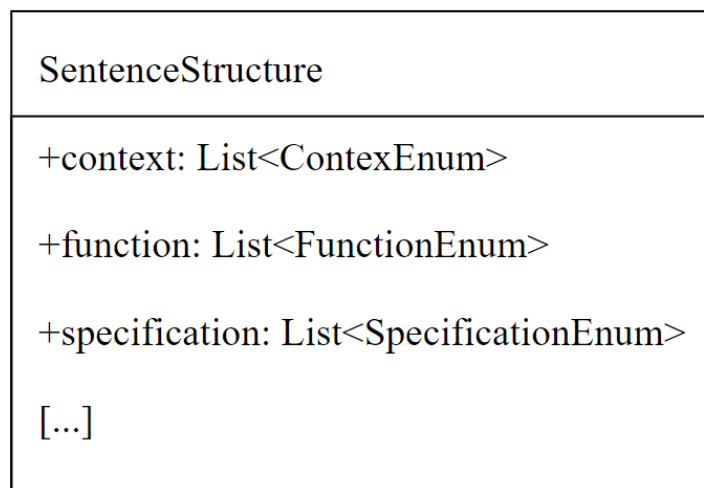 SentenceStructure
+context: List<ContexEnum>
+function: List<FunctionEnum>
+specification: List<SpecificationEnum>
[...]